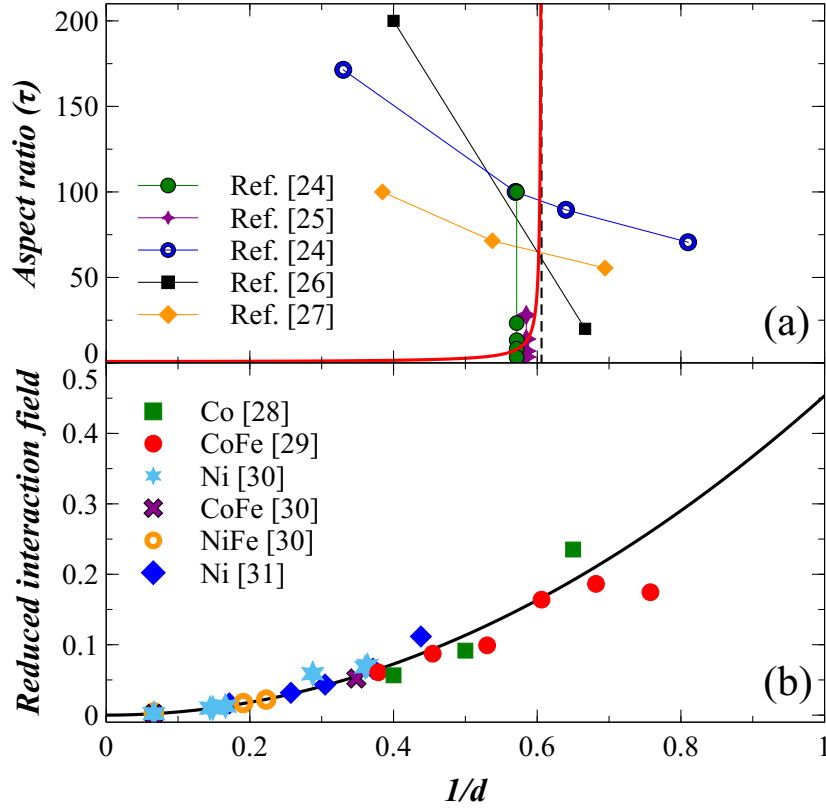 200
150
100
50
0
Aspect ratio (τ)
Ref. [24]
Ref. [25]
Ref. [24]
Ref. [26]
Ref. [27]
(a)
0.5
0.4
0.3
0.2
0.1
0
Reduced interaction field
Co [28]
CoFe [29]
Ni [30]
CoFe [30]
NiFe [30]
Ni [31]
(b)
0 0.2 0.4 0.6 0.8 1
1/d